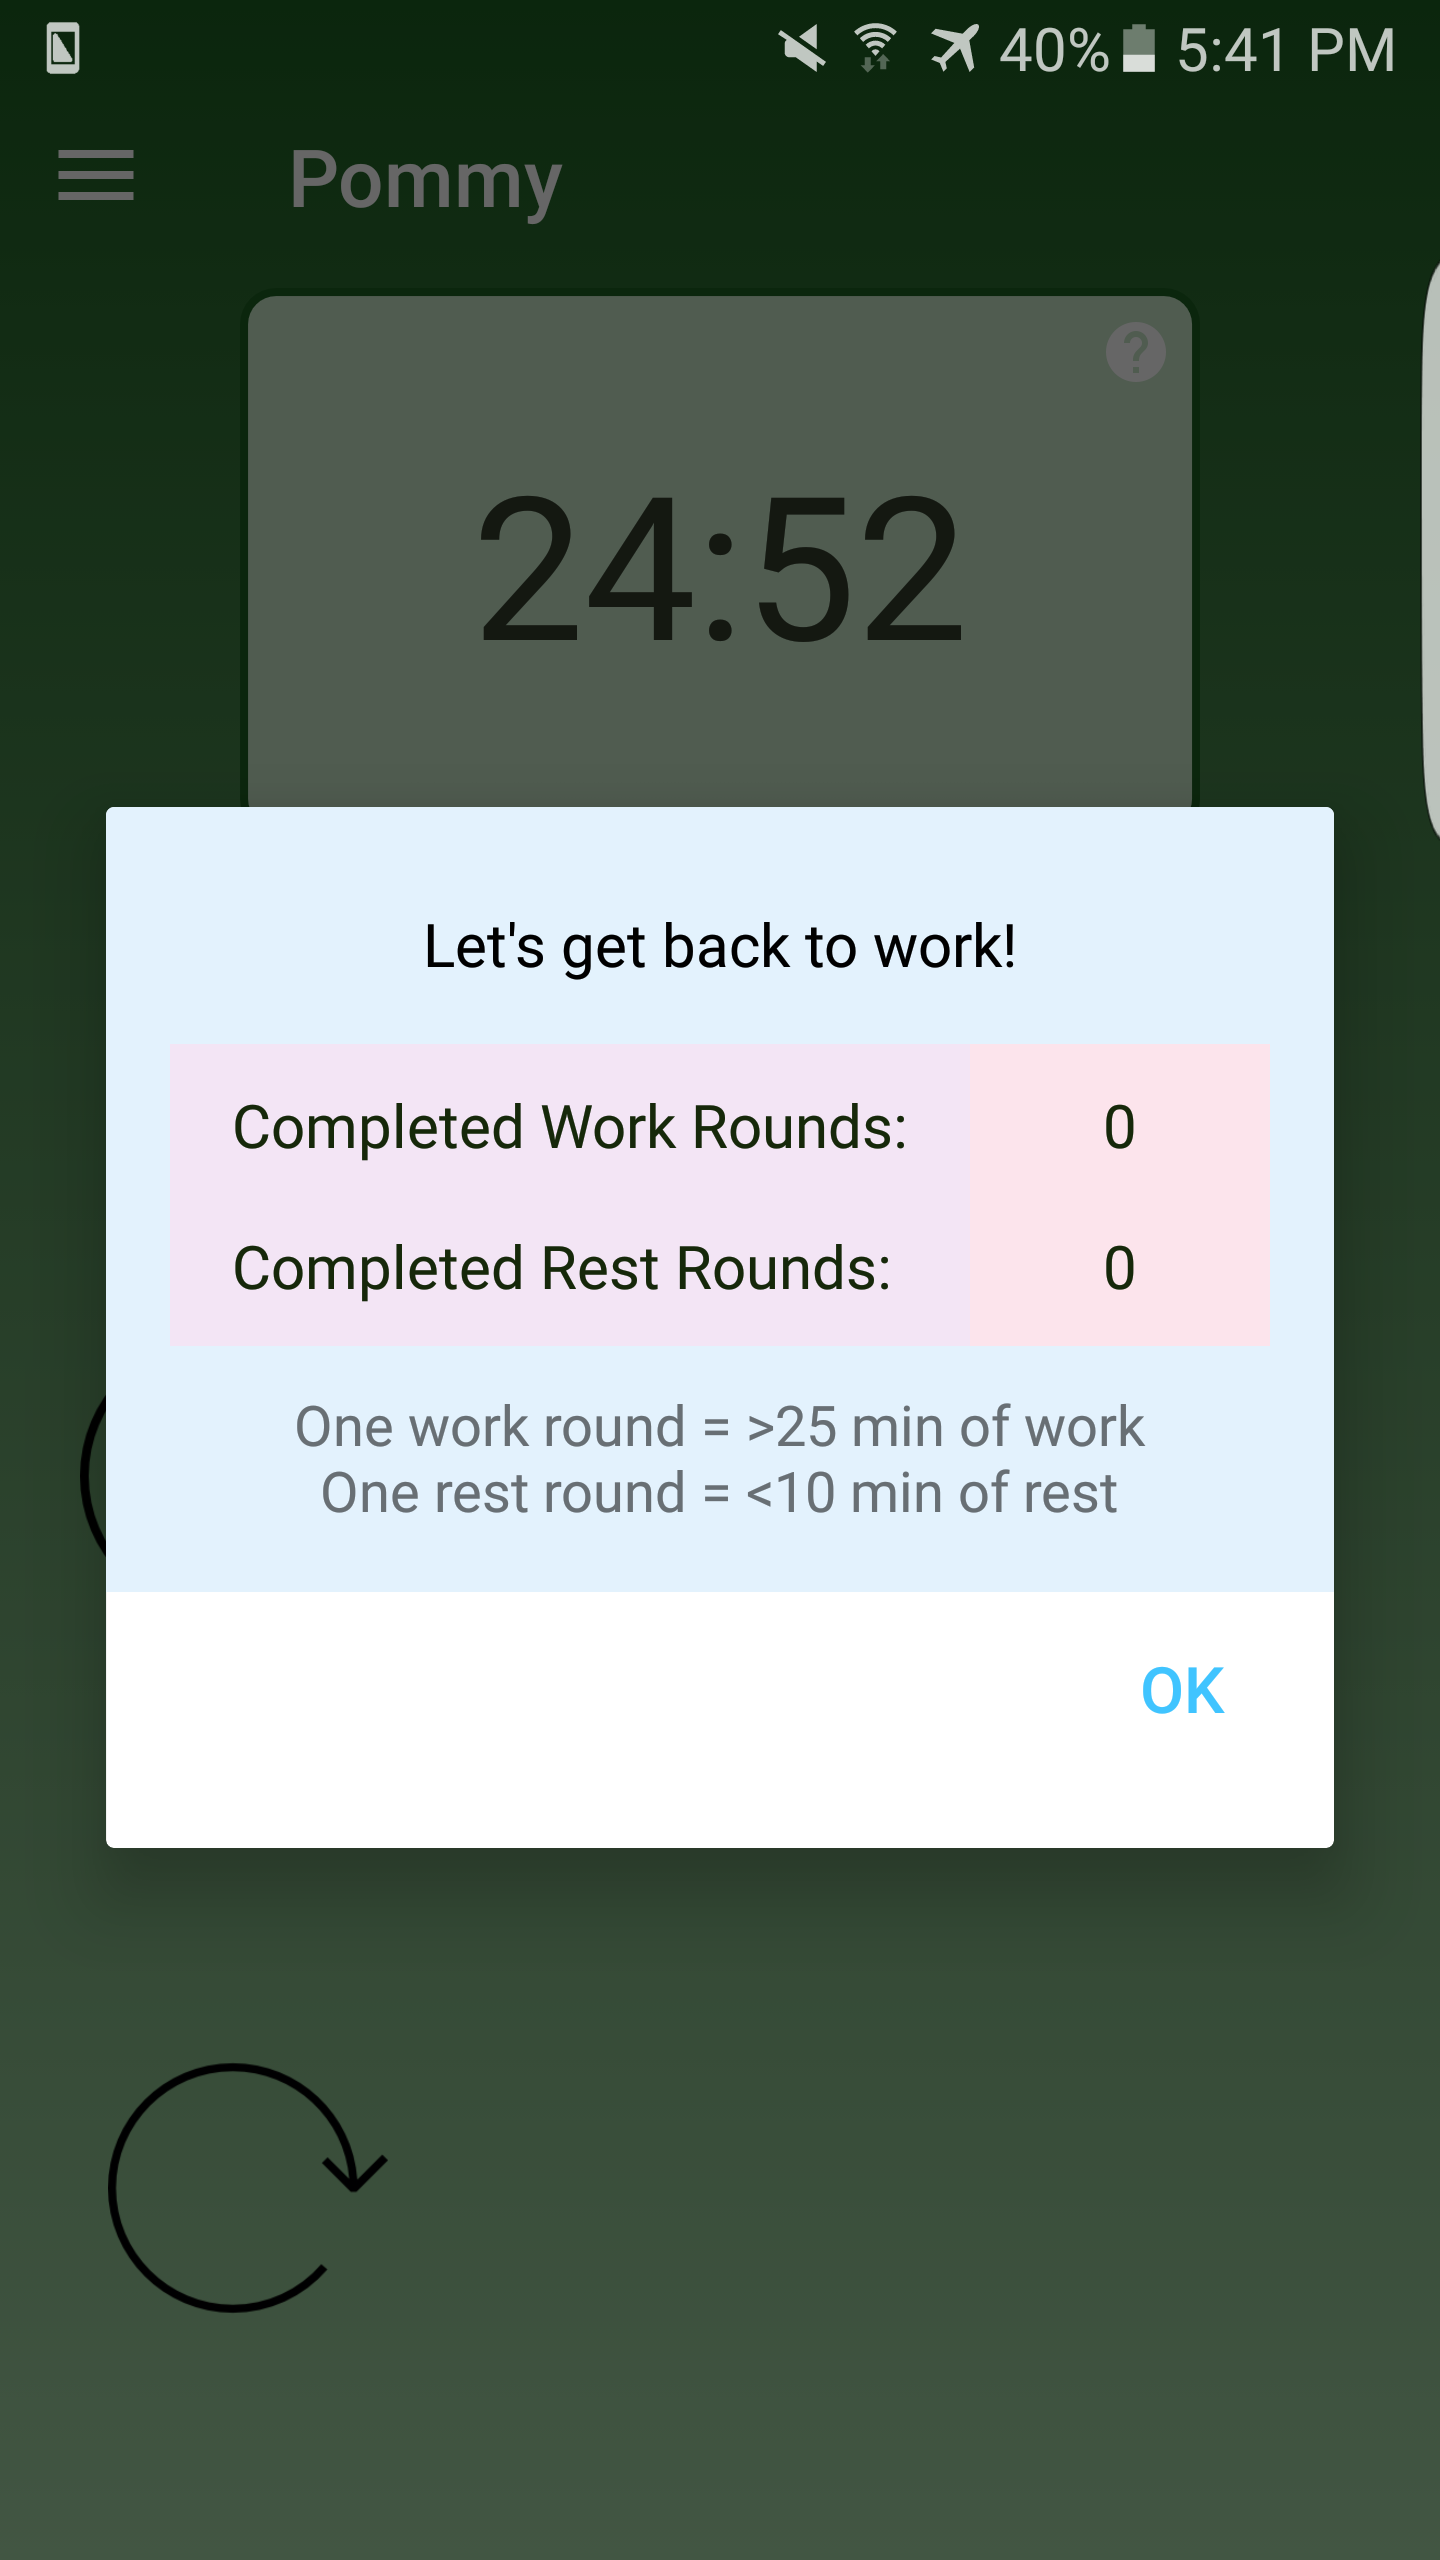 40% 5:41 PM
Pommy
?
24:52
Let's get back to work!
Completed Work Rounds: 0
Completed Rest Rounds: 0
One work round = >25 min of work
One rest round = <10 min of rest
OK